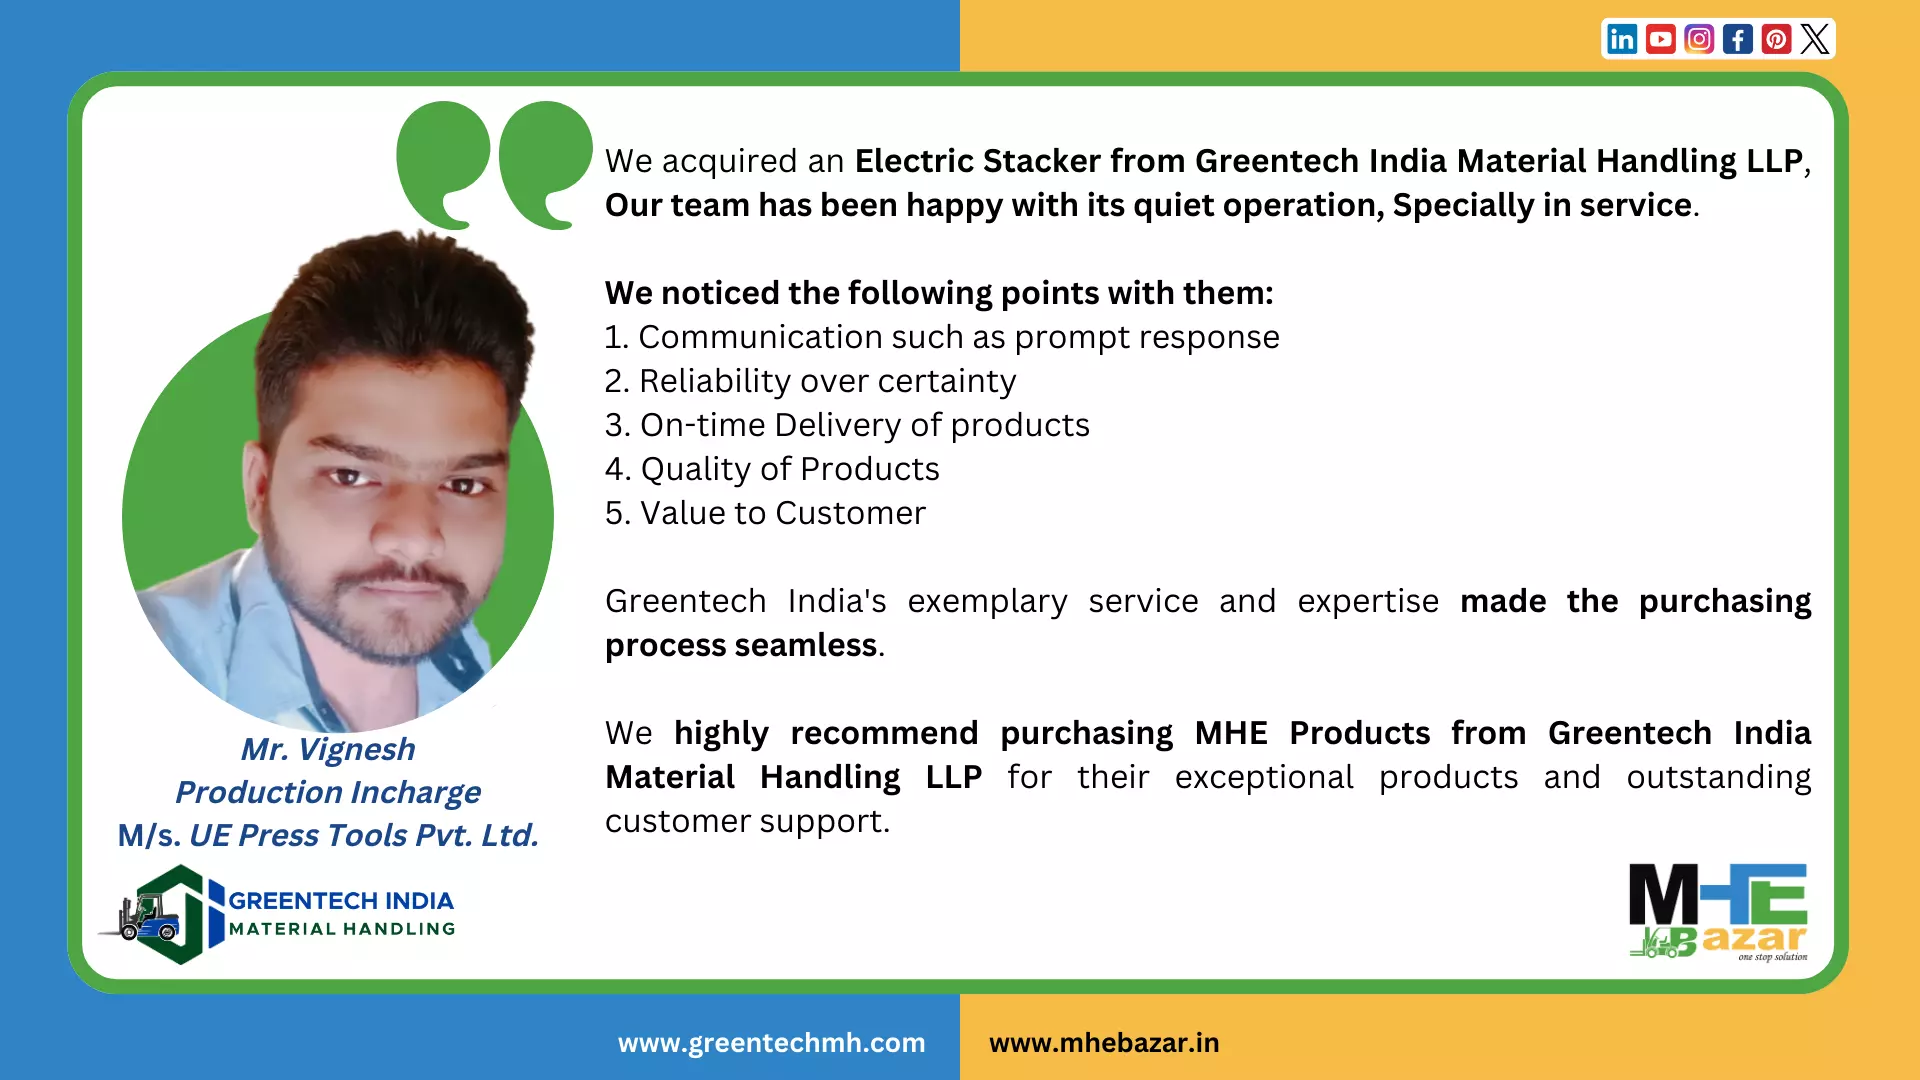 We acquired an Electric Stacker from Greentech India Material Handling LLP,
Our team has been happy with its quiet operation, Specially in service.
We noticed the following points with them:
1. Communication such as prompt response
2. Reliability over certainty
3. On-time Delivery of products
4. Quality of Products
5. Value to Customer
Greentech India's exemplary service and expertise made the purchasing
process seamless.
We highly recommend purchasing MHE Products from Greentech India
Material Handling LLP for their exceptional products and outstanding
customer support.
Mr. Vignesh
Production Incharge
M/s. UE Press Tools Pvt. Ltd.
GREENTECH INDIA
MATERIAL HANDLING
MHE
Bazar
one stop solution
www.greentechmh.com
www.mhebazar.in